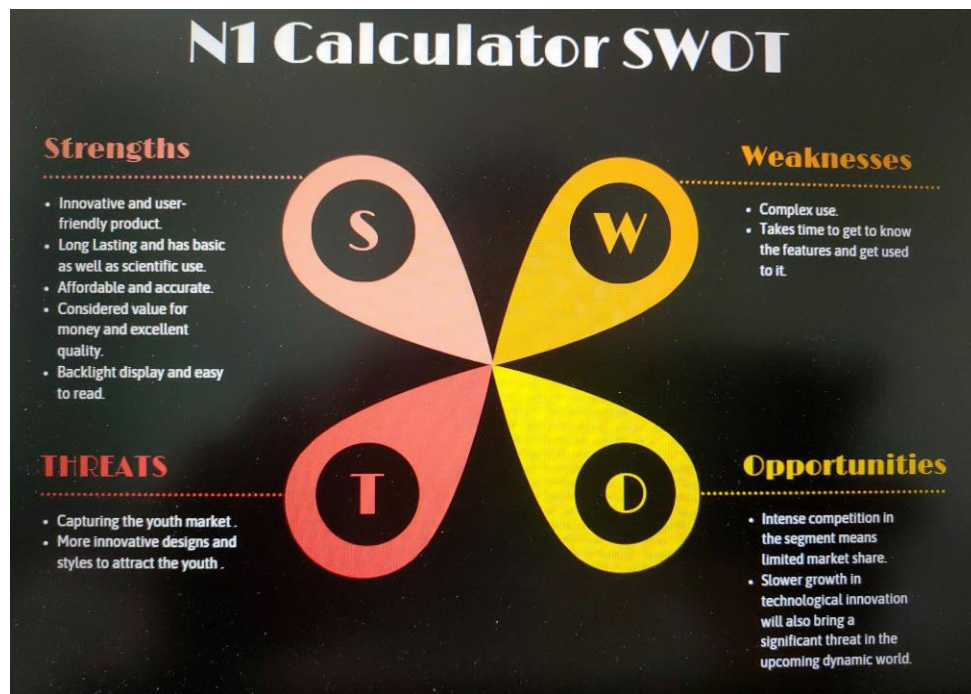 N1 Calculator SWOT
Strengths
• Innovative and user-
friendly product.
• Long Lasting and has basic
as well as scientific use.
• Affordable and accurate.
• Considered value for
money and excellent
quality.
• Backlight display and easy
to read.
S
W
Weaknesses
• Complex use.
• Takes time to get to know
the features and get used
to it.
THREATS
• Capturing the youth market .
• More innovative designs and
styles to attract the youth .
T
O
Opportunities
• Intense competition in
the segment means
limited market share.
• Slower growth in
technological innovation
will also bring a
significant threat in the
upcoming dynamic world.